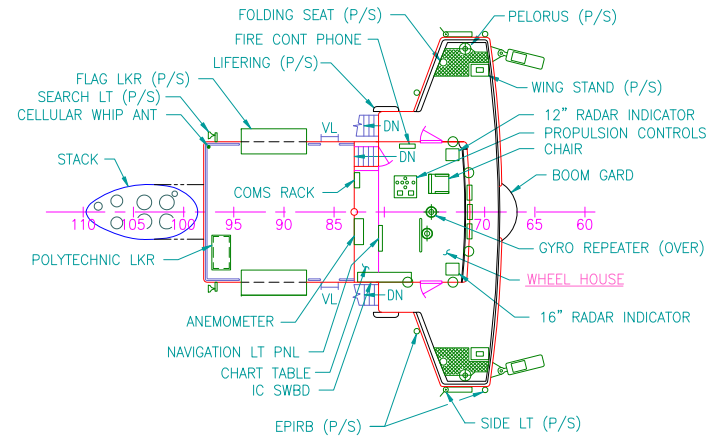 FOLDING SEAT (P/S)
PELORUS (P/S)
FIRE CONT PHONE
LIFERING (P/S)
FLAG LKR (P/S)
SEARCH LT (P/S)
CELLULAR WHIP ANT
WING STAND (P/S)
12" RADAR INDICATOR
PROPULSION CONTROLS
CHAIR
VL
DN
DN
STACK
COMS RACK
BOOM GARD
110
105
100
95
90
85
70
65
60
GYRO REPEATER (OVER)
POLYTECHNIC LKR
WHEEL HOUSE
VL
DN
ANEMOMETER
16" RADAR INDICATOR
NAVIGATION LT PNL
CHART TABLE
IC SWBD
EPIRB (P/S)
SIDE LT (P/S)